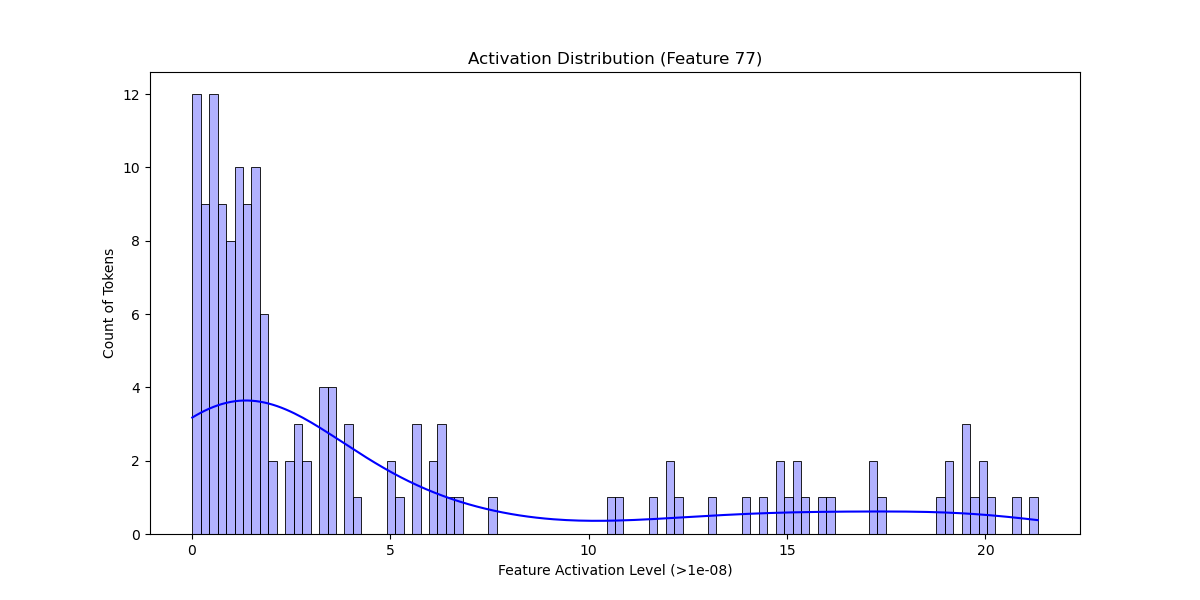 Activation Distribution (Feature 77)
12
10
8
6
4
2
0
Count of Tokens
0 5 10 15 20
Feature Activation Level (>1e-08)